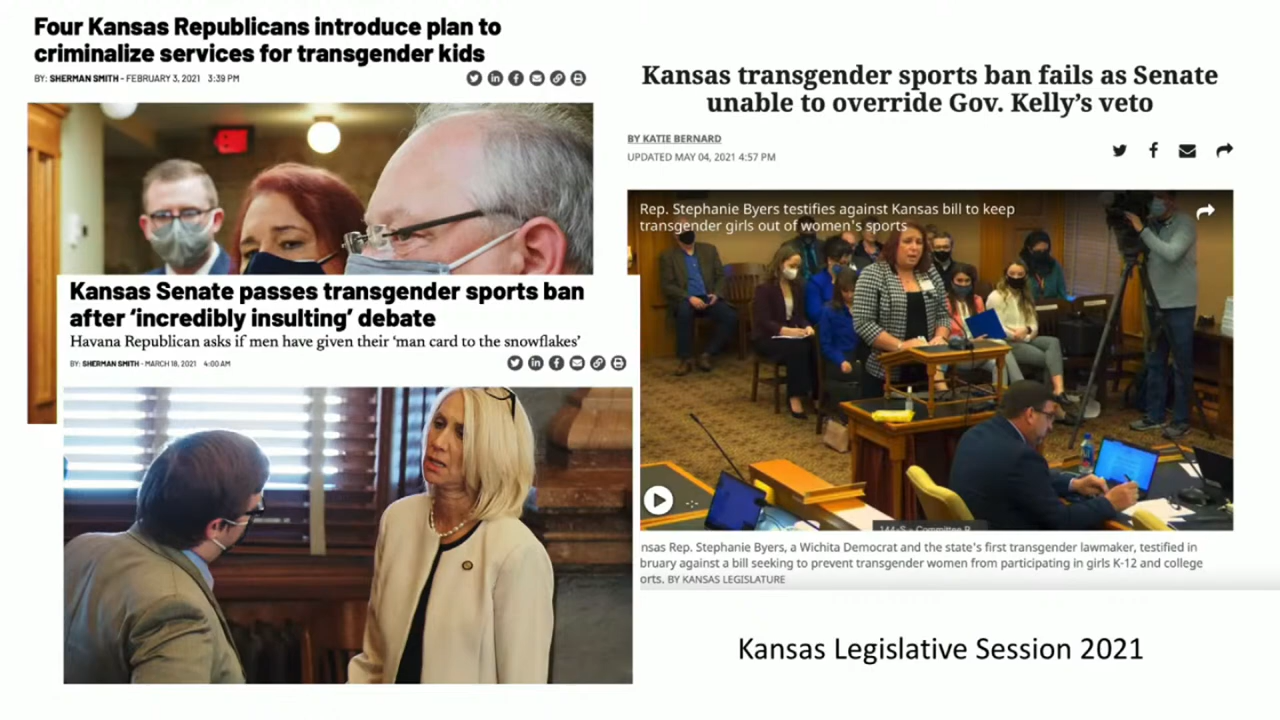 Four Kansas Republicans introduce plan to
criminalize services for transgender kids
BY: SHERMAN SMITH - FEBRUARY 3, 2021 3:39 PM
Kansas Senate passes transgender sports ban
after ‘incredibly insulting’ debate
Havana Republican asks if men have given their ‘man card to the snowflakes’
BY: SHERMAN SMITH - MARCH 18, 2021 4:00 AM
Kansas transgender sports ban fails as Senate
unable to override Gov. Kelly’s veto
BY KATIE BERNARD
UPDATED MAY 04, 2021 4:57 PM
Rep. Stephanie Byers testifies against Kansas bill to keep
transgender girls out of women's sports
144-S - Committee R
nsas Rep. Stephanie Byers, a Wichita Democrat and the state's first transgender lawmaker, testified in
bruary against a bill seeking to prevent transgender women from participating in girls K-12 and college
orts. BY KANSAS LEGISLATURE
Kansas Legislative Session 2021